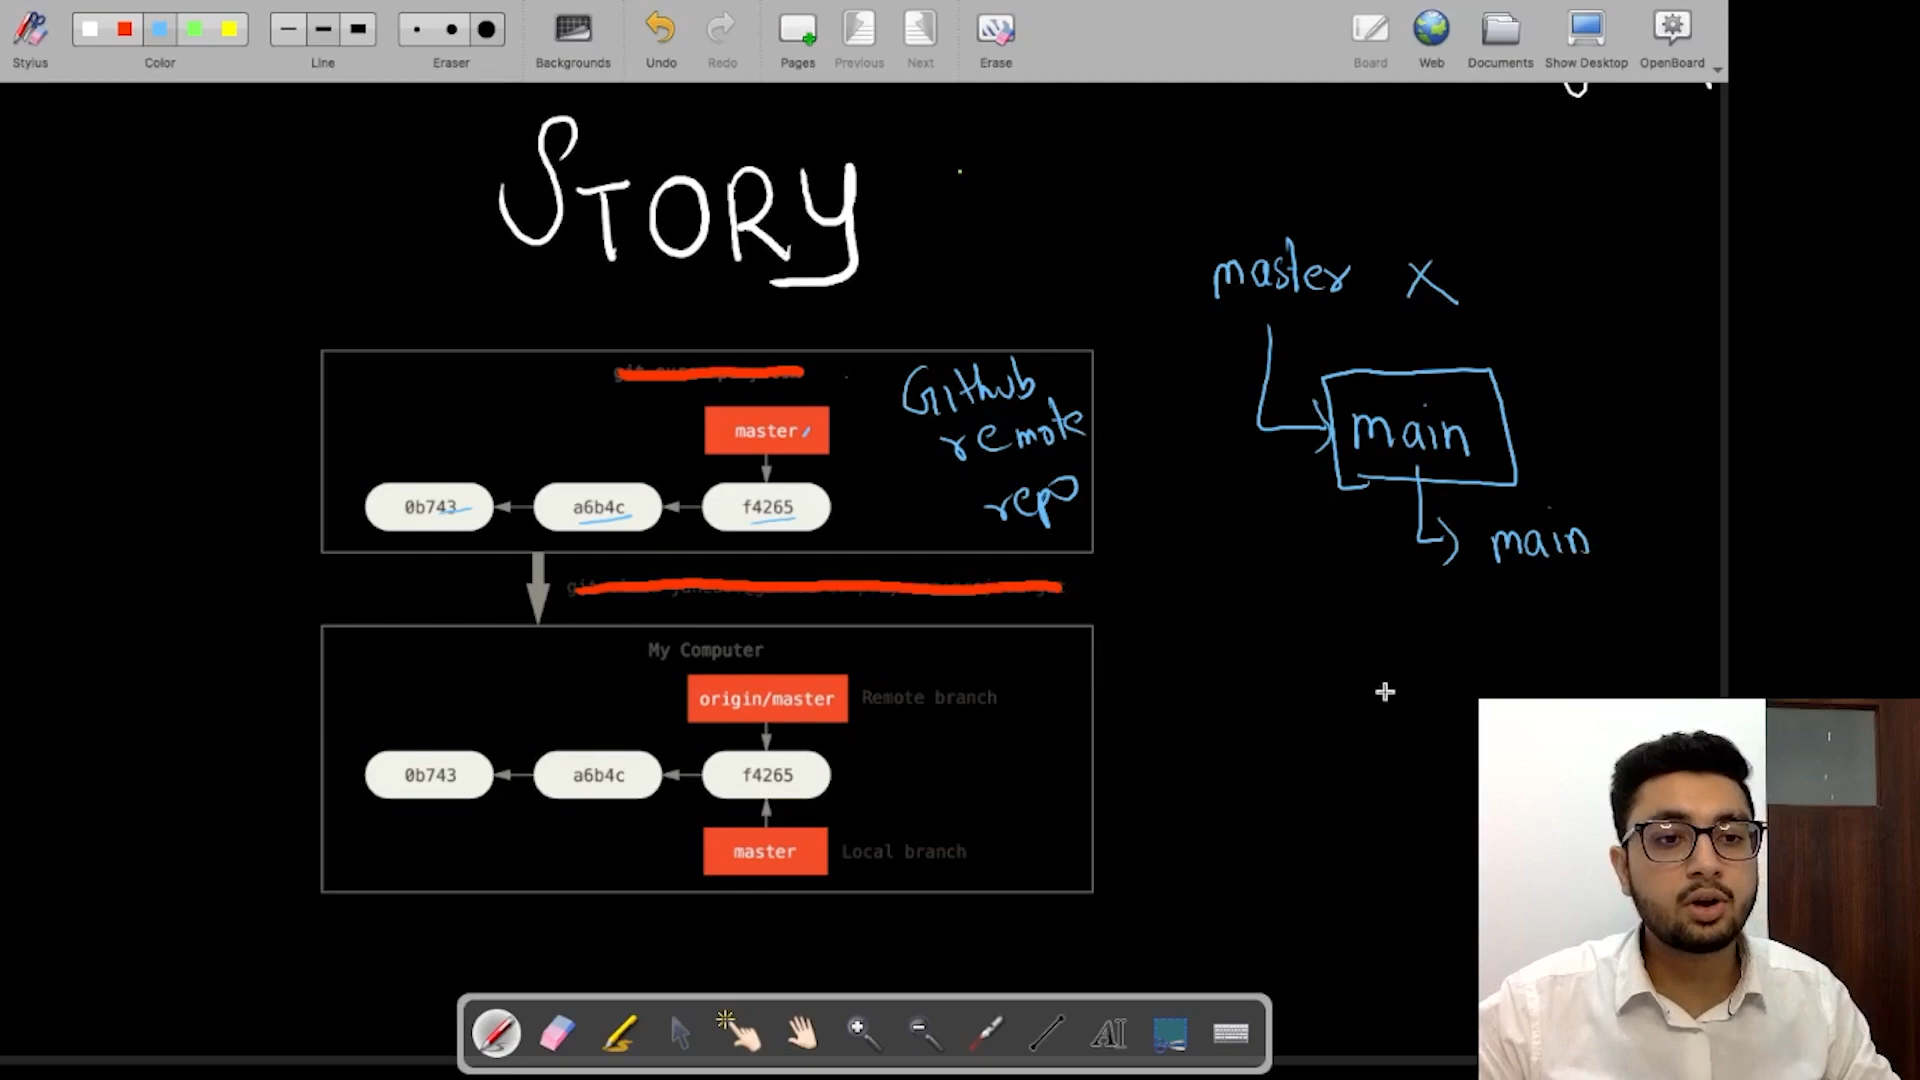 Stylus
Color
Line
Eraser
Backgrounds
Undo
Redo
Pages
Previous
Next
Erase
Board
Web
Documents
Show Desktop
OpenBoard
STORY
master X
main
main
Github
remote
repo
master
0b743
a6b4c
f4265
My Computer
origin/master
Remote branch
0b743
a6b4c
f4265
master
Local branch